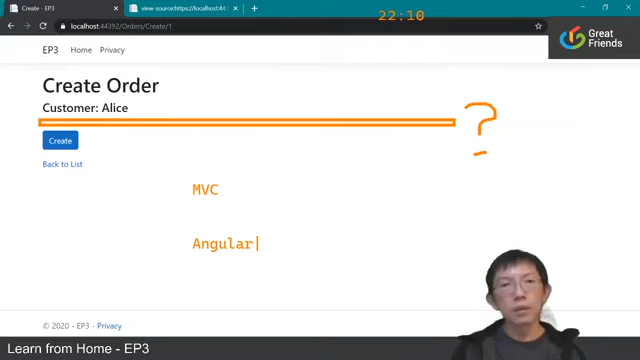 Create - EP3
view-source:https://localhost:4439
22:10
localhost:44392/Orders/Create/1
Great
Friends
EP3 Home Privacy
Create Order
Customer: Alice
?
Create
Back to List
MVC
Angular
© 2020 - EP3 - Privacy
Learn from Home - EP3